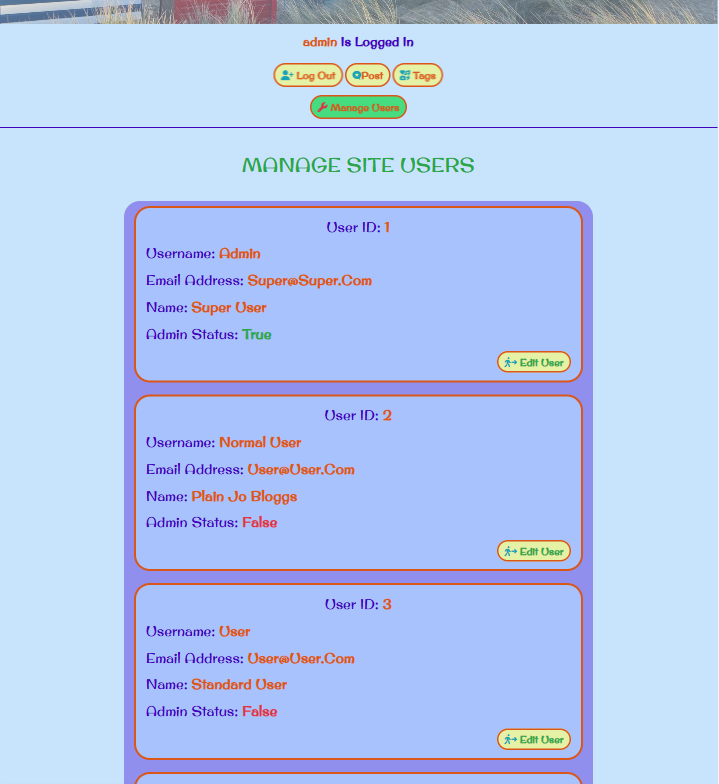 admin Is Logged In
Log Out Post Tags
Manage Users
MANAGE SITE USERS
User ID: 1
Username: Admin
Email Address: Super@Super.Com
Name: Super User
Admin Status: True
Edit User
User ID: 2
Username: Normal User
Email Address: User@User.Com
Name: Plain Jo Bloggs
Admin Status: False
Edit User
User ID: 3
Username: User
Email Address: User@User.Com
Name: Standard User
Admin Status: False
Edit User